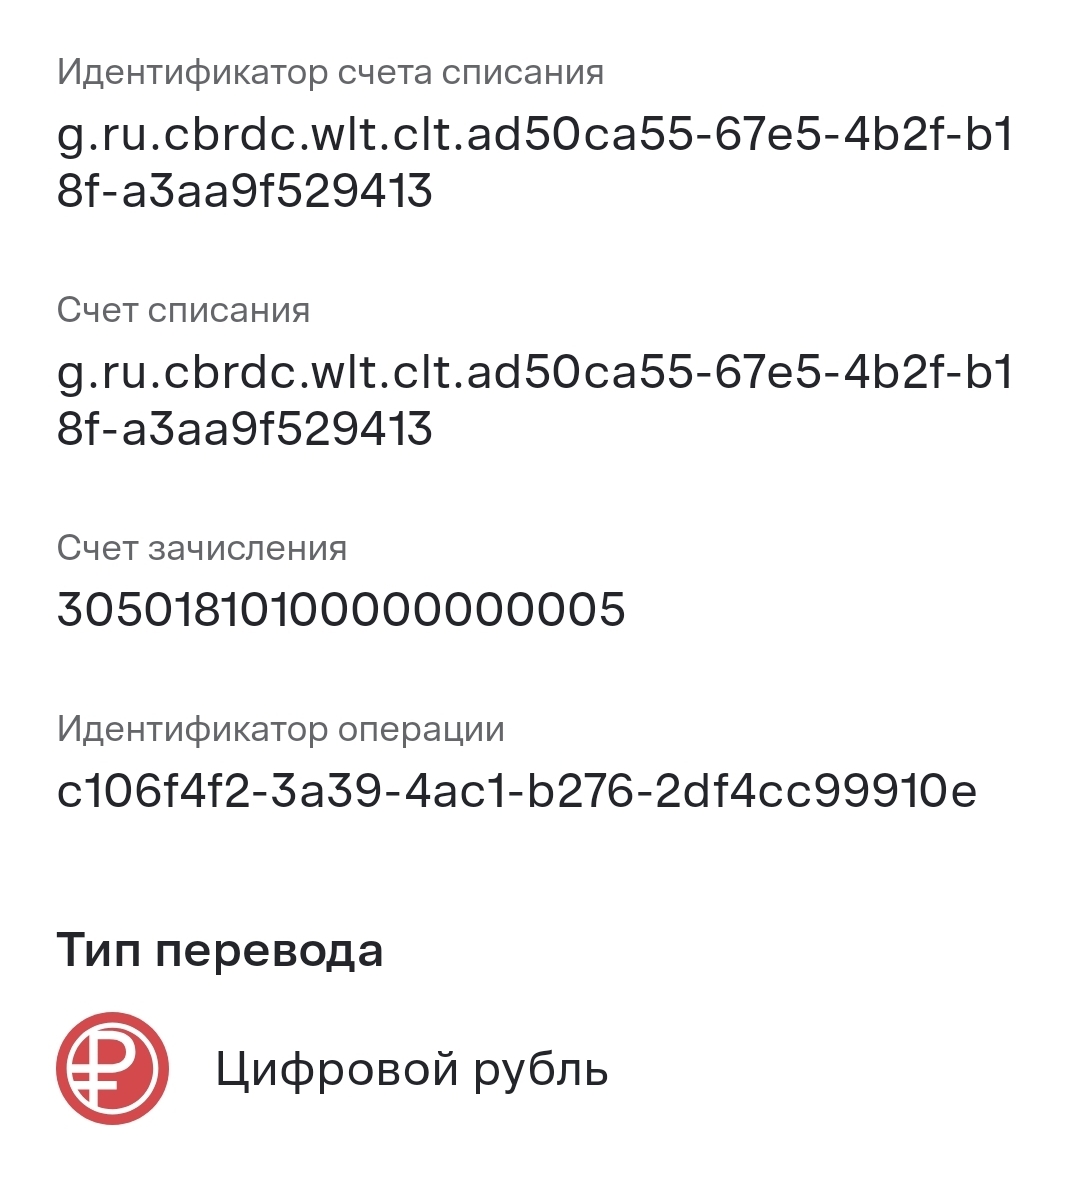 Идентификатор счета списания
g.ru.cbrdc.wlt.clt.ad50ca55-67e5-4b2f-b1
8f-a3aa9f529413
Счет списания
g.ru.cbrdc.wlt.clt.ad50ca55-67e5-4b2f-b1
8f-a3aa9f529413
Счет зачисления
30501810100000000005
Идентификатор операции
c106f4f2-3a39-4ac1-b276-2df4cc99910e
Тип перевода
Цифровой рубль